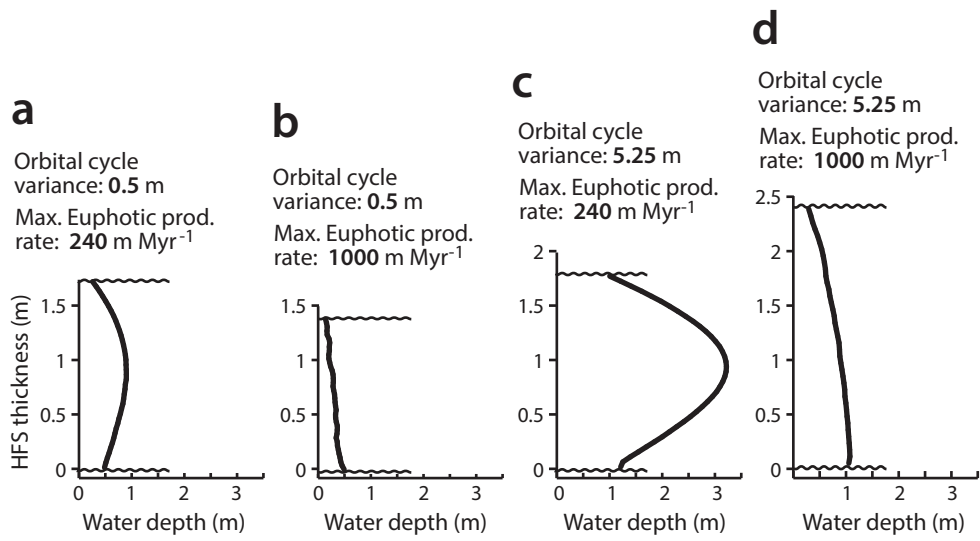 a
Orbital cycle
variance: 0.5 m
Max. Euphotic prod.
rate: 240 m Myr-1
HFS thickness (m)
1.5
1
0.5
0
0 1 2 3
Water depth (m)
b
Orbital cycle
variance: 0.5 m
Max. Euphotic prod.
rate: 1000 m Myr-1
1.5
1
0.5
0
0 1 2 3
Water depth (m)
c
Orbital cycle
variance: 5.25 m
Max. Euphotic prod.
rate: 240 m Myr-1
2
1.5
1
0.5
0
0 1 2 3
Water depth (m)
d
Orbital cycle
variance: 5.25 m
Max. Euphotic prod.
rate: 1000 m Myr-1
2.5
2
1.5
1
0.5
0
1 2 3
Water depth (m)